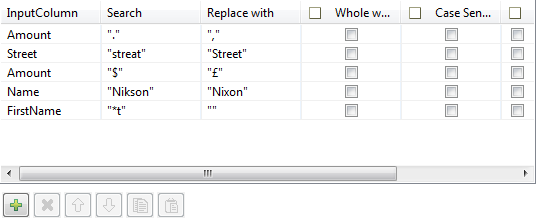 InputColumn Search Replace with Whole w... Case Sen...
Amount "." ","
Street "streat" "Street"
Amount "$" "£"
Name "Nikson" "Nixon"
FirstName "*t" ""